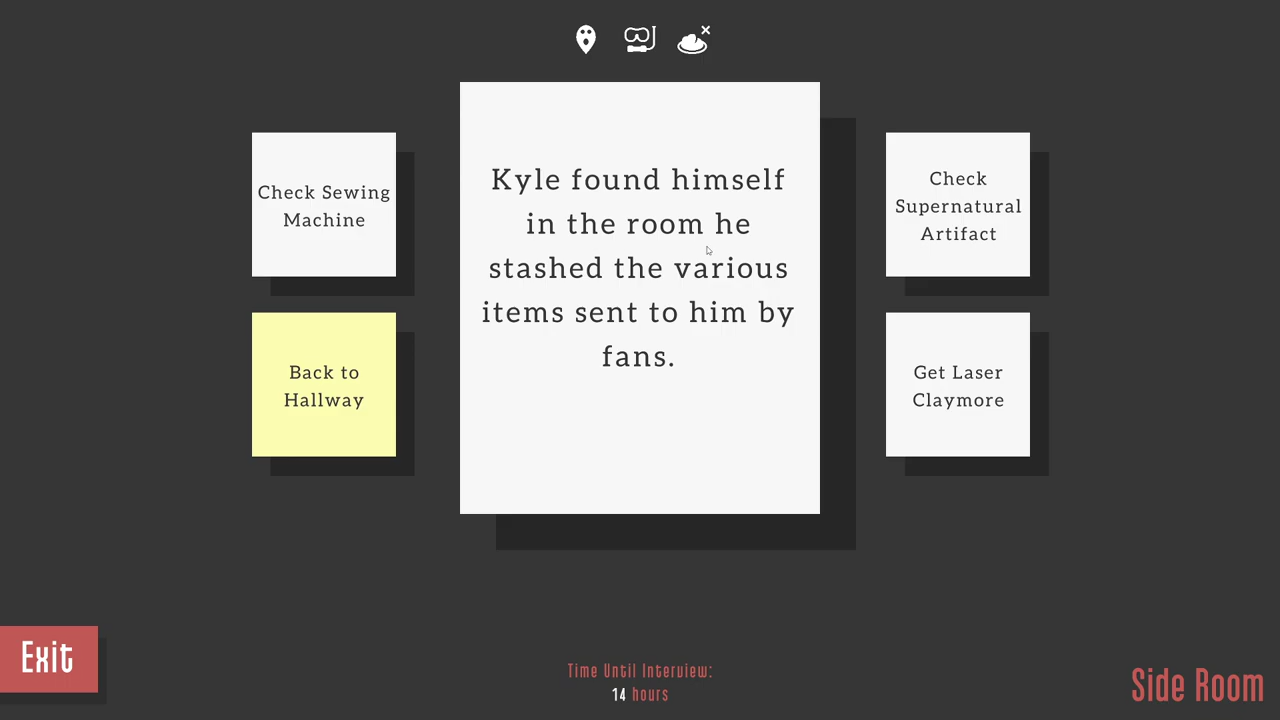 Kyle found himself
in the room he
stashed the various
items sent to him by
fans.
Check Sewing
Machine
Back to
Hallway
Check
Supernatural
Artifact
Get Laser
Claymore
Exit
Time Until Interview:
14 hours
Side Room